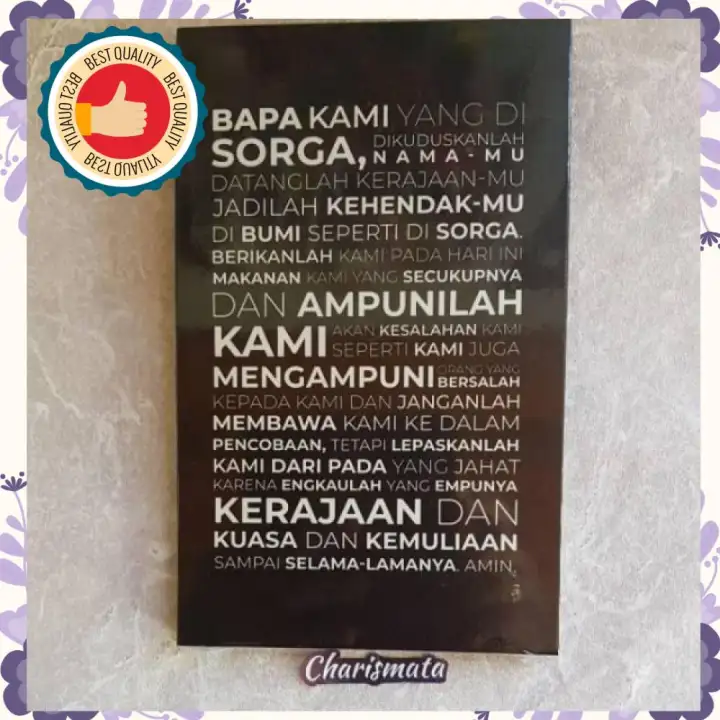 BEST QUALITY
BEST QUALITY
BEST QUALITY
BAPA KAMI YANG DI
SORGA, DIKUDUSKANLAH
NAMA-MU
DATANGLAH KERAJAAN-MU
JADILAH KEHENDAK-MU
DI BUMI SEPERTI DI SORGA.
BERIKANLAH KAMI PADA HARI INI
MAKANAN KAMI YANG SECUKUPNYA
DAN AMPUNILAH
KAMI AKAN KESALAHAN KAMI
SEPERTI KAMI JUGA
MENGAMPUNI ORANG YANG
BERSALAH
KEPADA KAMI DAN JANGANLAH
MEMBAWA KAMI KE DALAM
PENCOBAAN, TETAPI LEPASKANLAH
KAMI DARI PADA YANG JAHAT
KARENA ENGKAULAH YANG EMPUNYA
KERAJAAN DAN
KUASA DAN KEMULIAAN
SAMPAI SELAMA-LAMANYA. AMIN.
Charismata